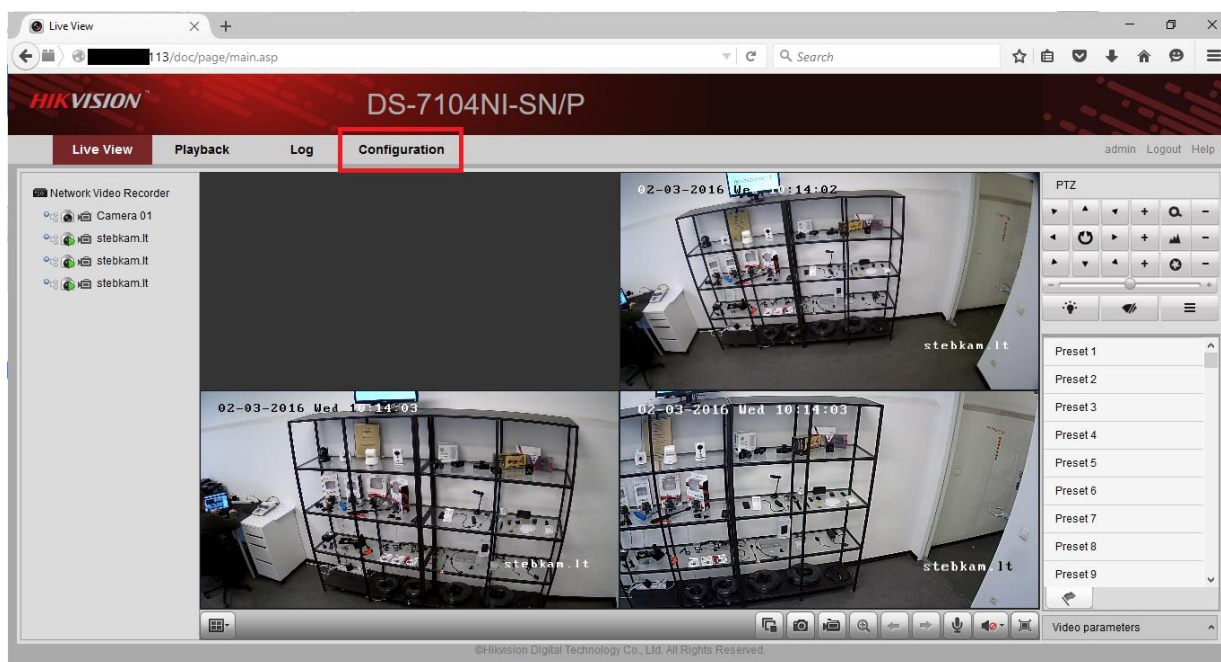 Live View
113/doc/page/main.asp
Search
HIKVISION
DS-7104NI-SN/P
Live View Playback Log Configuration
admin Logout Help
Network Video Recorder
Camera 01
stebkam.lt
stebkam.lt
stebkam.lt
02-03-2016 We 10:14:02
stebkam.lt
02-03-2016 Wed 10:14:03
stebkam.lt
02-03-2016 Wed 10:14:03
stebkam.lt
PTZ
Preset 1
Preset 2
Preset 3
Preset 4
Preset 5
Preset 6
Preset 7
Preset 8
Preset 9
Video parameters
©Hikvision Digital Technology Co., Ltd. All Rights Reserved.